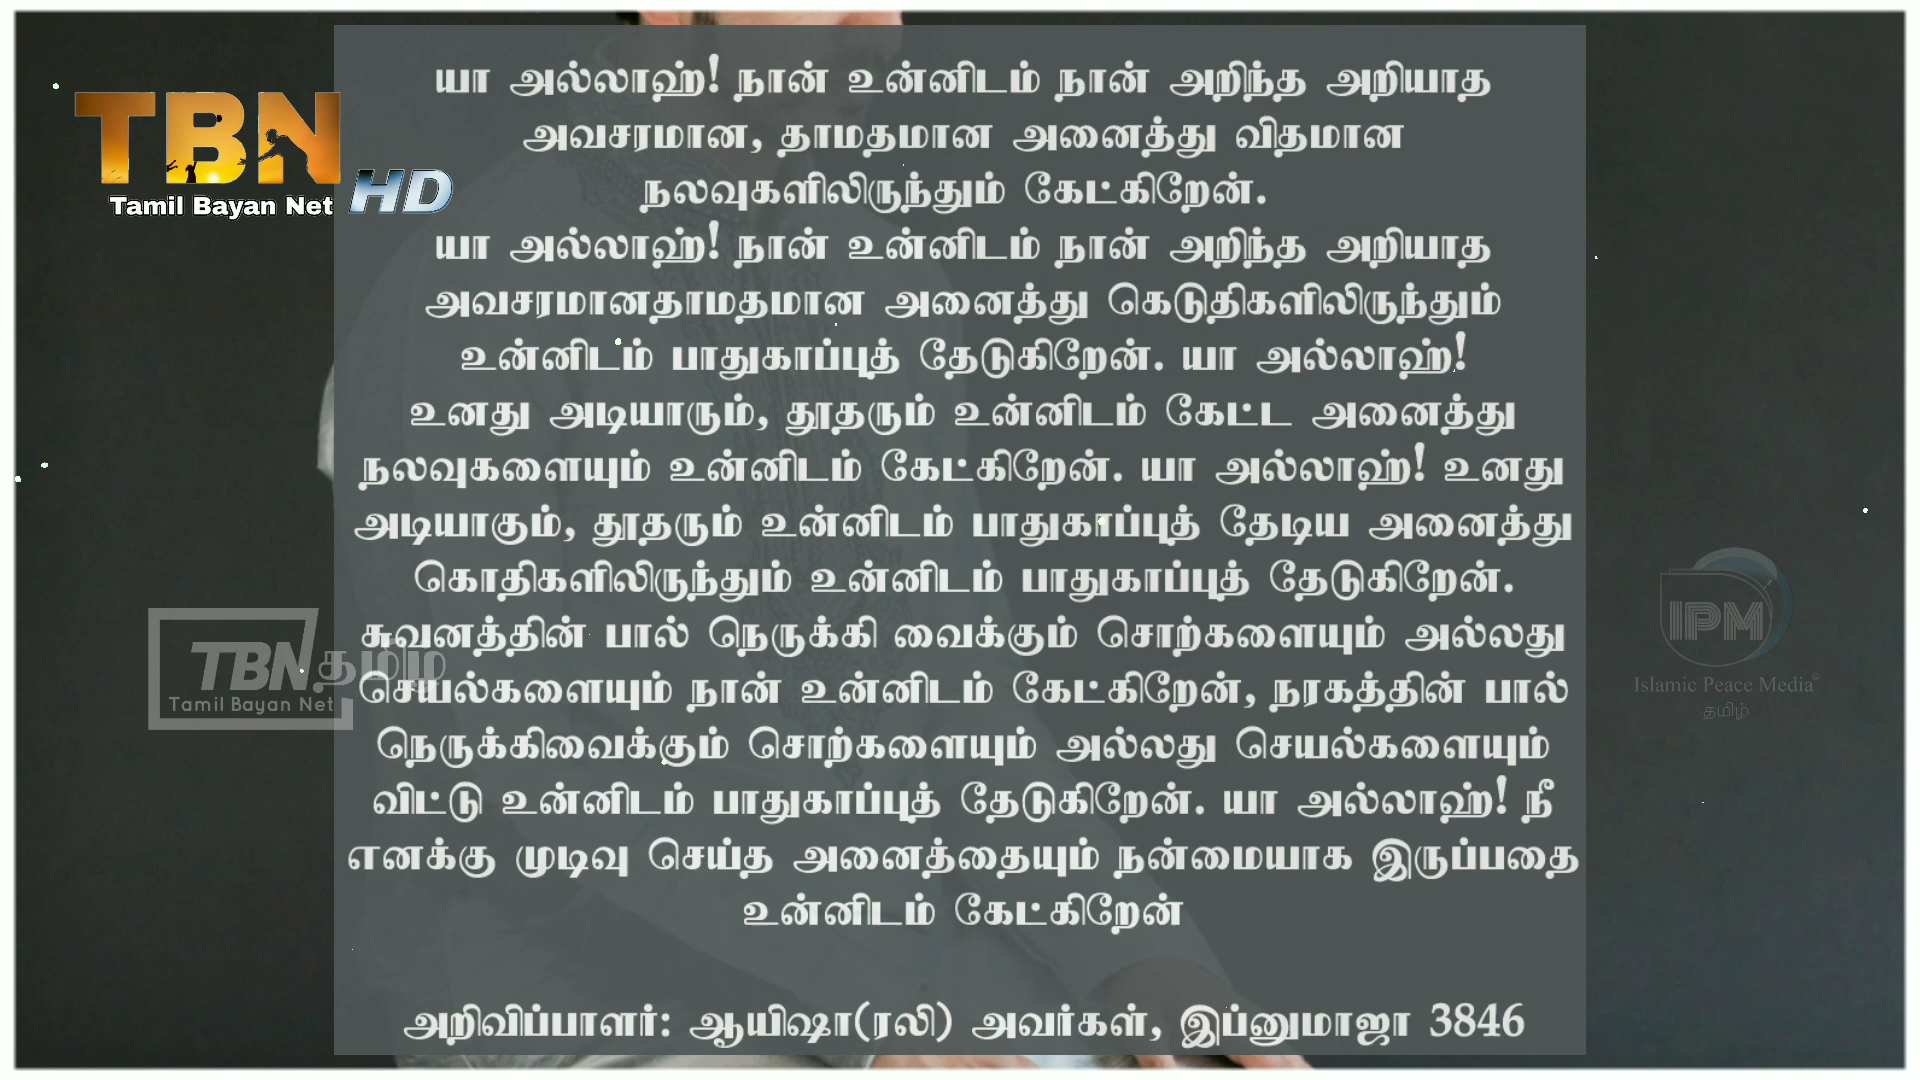 யா அல்லாஹ்! நான் உன்னிடம் நான் அறிந்த அறியாத
அவசரமான, தாமதமான அனைத்து விதமான
நலவுகளிலிருந்தும் கேட்கிறேன்.
யா அல்லாஹ்! நான் உன்னிடம் நான் அறிந்த அறியாத
அவசரமானதாமதமான அனைத்து கெடுதிகளிலிருந்தும்
உன்னிடம் பாதுகாப்புத் தேடுகிறேன். யா அல்லாஹ்!
உனது அடியாரும், தூதரும் உன்னிடம் கேட்ட அனைத்து
நலவுகளையும் உன்னிடம் கேட்கிறேன். யா அல்லாஹ்! உனது
அடியாகும், தூதரும் உன்னிடம் பாதுகாப்புத் தேடிய அனைத்து
கொதிகளிலிருந்தும் உன்னிடம் பாதுகாப்புத் தேடுகிறேன்.
சுவனத்தின் பால் நெருக்கி வைக்கும் சொற்களையும் அல்லது
செயல்களையும் நான் உன்னிடம் கேட்கிறேன், நரகத்தின் பால்
நெருக்கிவைக்கும் சொற்களையும் அல்லது செயல்களையும்
விட்டு உன்னிடம் பாதுகாப்புத் தேடுகிறேன். யா அல்லாஹ்! நீ
எனக்கு முடிவு செய்த அனைத்தையும் நன்மையாக இருப்பதை
உன்னிடம் கேட்கிறேன்
அறிவிப்பாளர்: ஆயிஷா(ரலி) அவர்கள், இப்னுமாஜா 3846
TBN HD
Tamil Bayan Net
TBN தமிழ்
Tamil Bayan Net
IPM
Islamic Peace Media©
தமிழ்